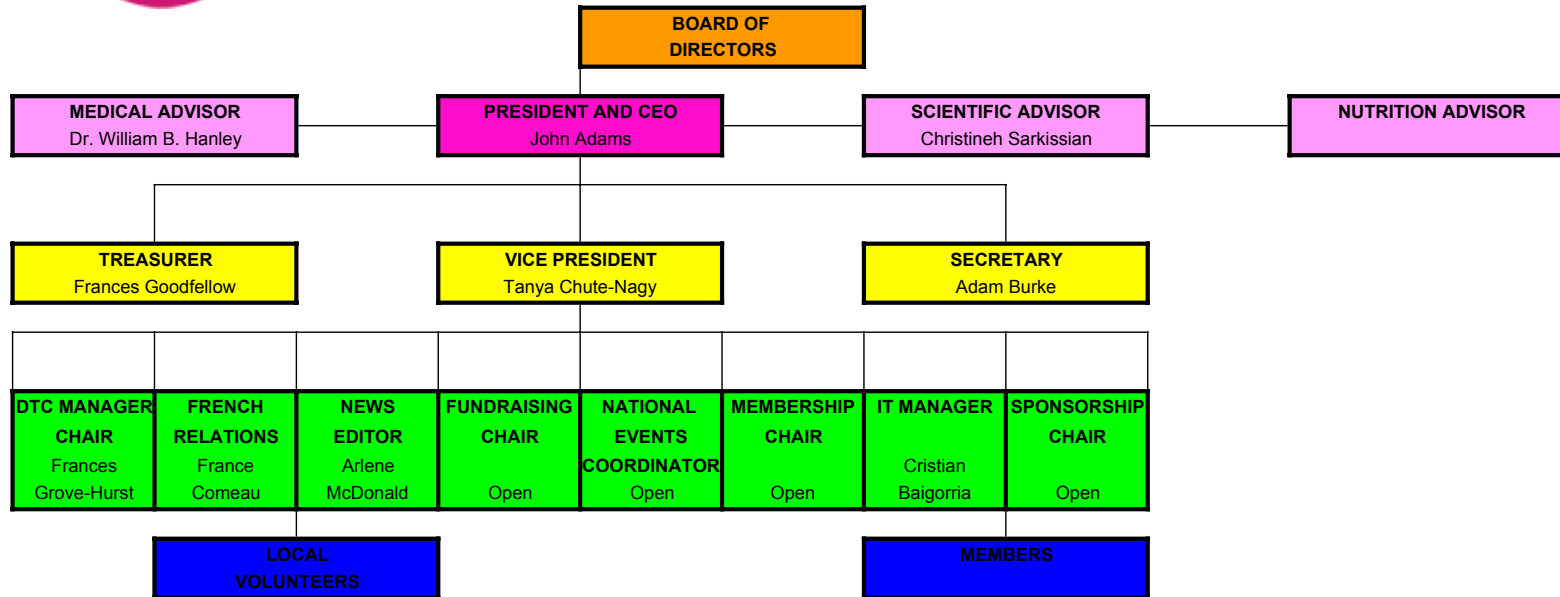 BOARD OF
DIRECTORS
MEDICAL ADVISOR
Dr. William B. Hanley
PRESIDENT AND CEO
John Adams
SCIENTIFIC ADVISOR
Christineh Sarkissian
NUTRITION ADVISOR
TREASURER
Frances Goodfellow
VICE PRESIDENT
Tanya Chute-Nagy
SECRETARY
Adam Burke
DTC MANAGER
CHAIR
Frances
Grove-Hurst
FRENCH
RELATIONS
France
Comeau
NEWS
EDITOR
Arlene
McDonald
FUNDRAISING
CHAIR
Open
NATIONAL
EVENTS
COORDINATOR
Open
MEMBERSHIP
CHAIR
Open
IT MANAGER
Cristian
Baigorria
SPONSORSHIP
CHAIR
Open
LOCAL
VOLUNTEERS
MEMBERS